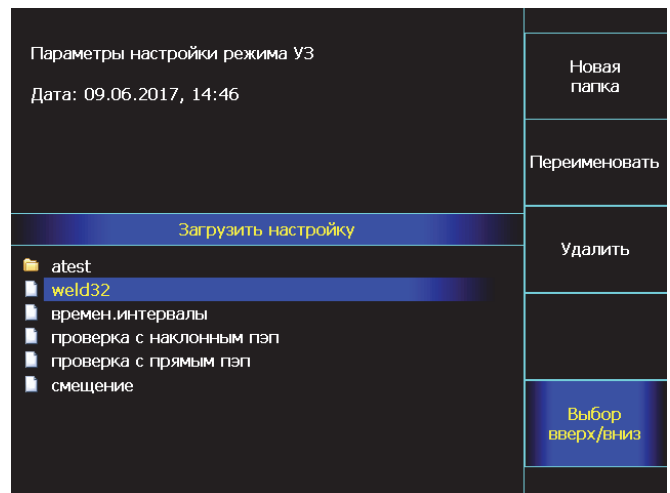 Параметры настройки режима УЗ
Дата: 09.06.2017, 14:46
Загрузить настройку
atest
weld32
времен.интервалы
проверка с наклонным пэп
проверка с прямым пэп
смещение
Новая
папка
Переименовать
Удалить
Выбор
вверх/вниз